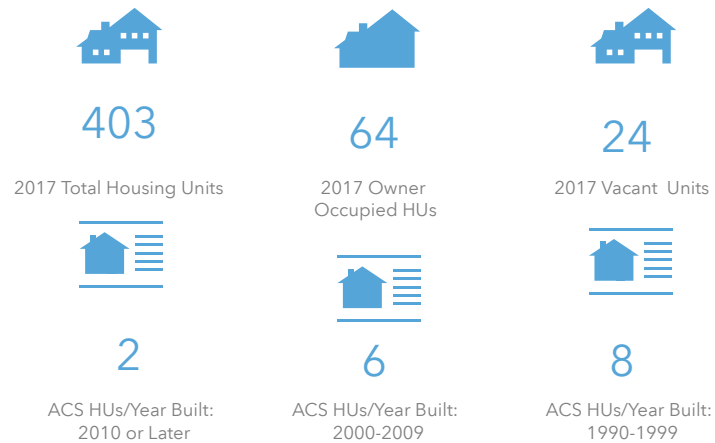 403
2017 Total Housing Units
64
2017 Owner
Occupied HUs
24
2017 Vacant Units
2
ACS HUs/Year Built:
2010 or Later
6
ACS HUs/Year Built:
2000-2009
8
ACS HUs/Year Built:
1990-1999